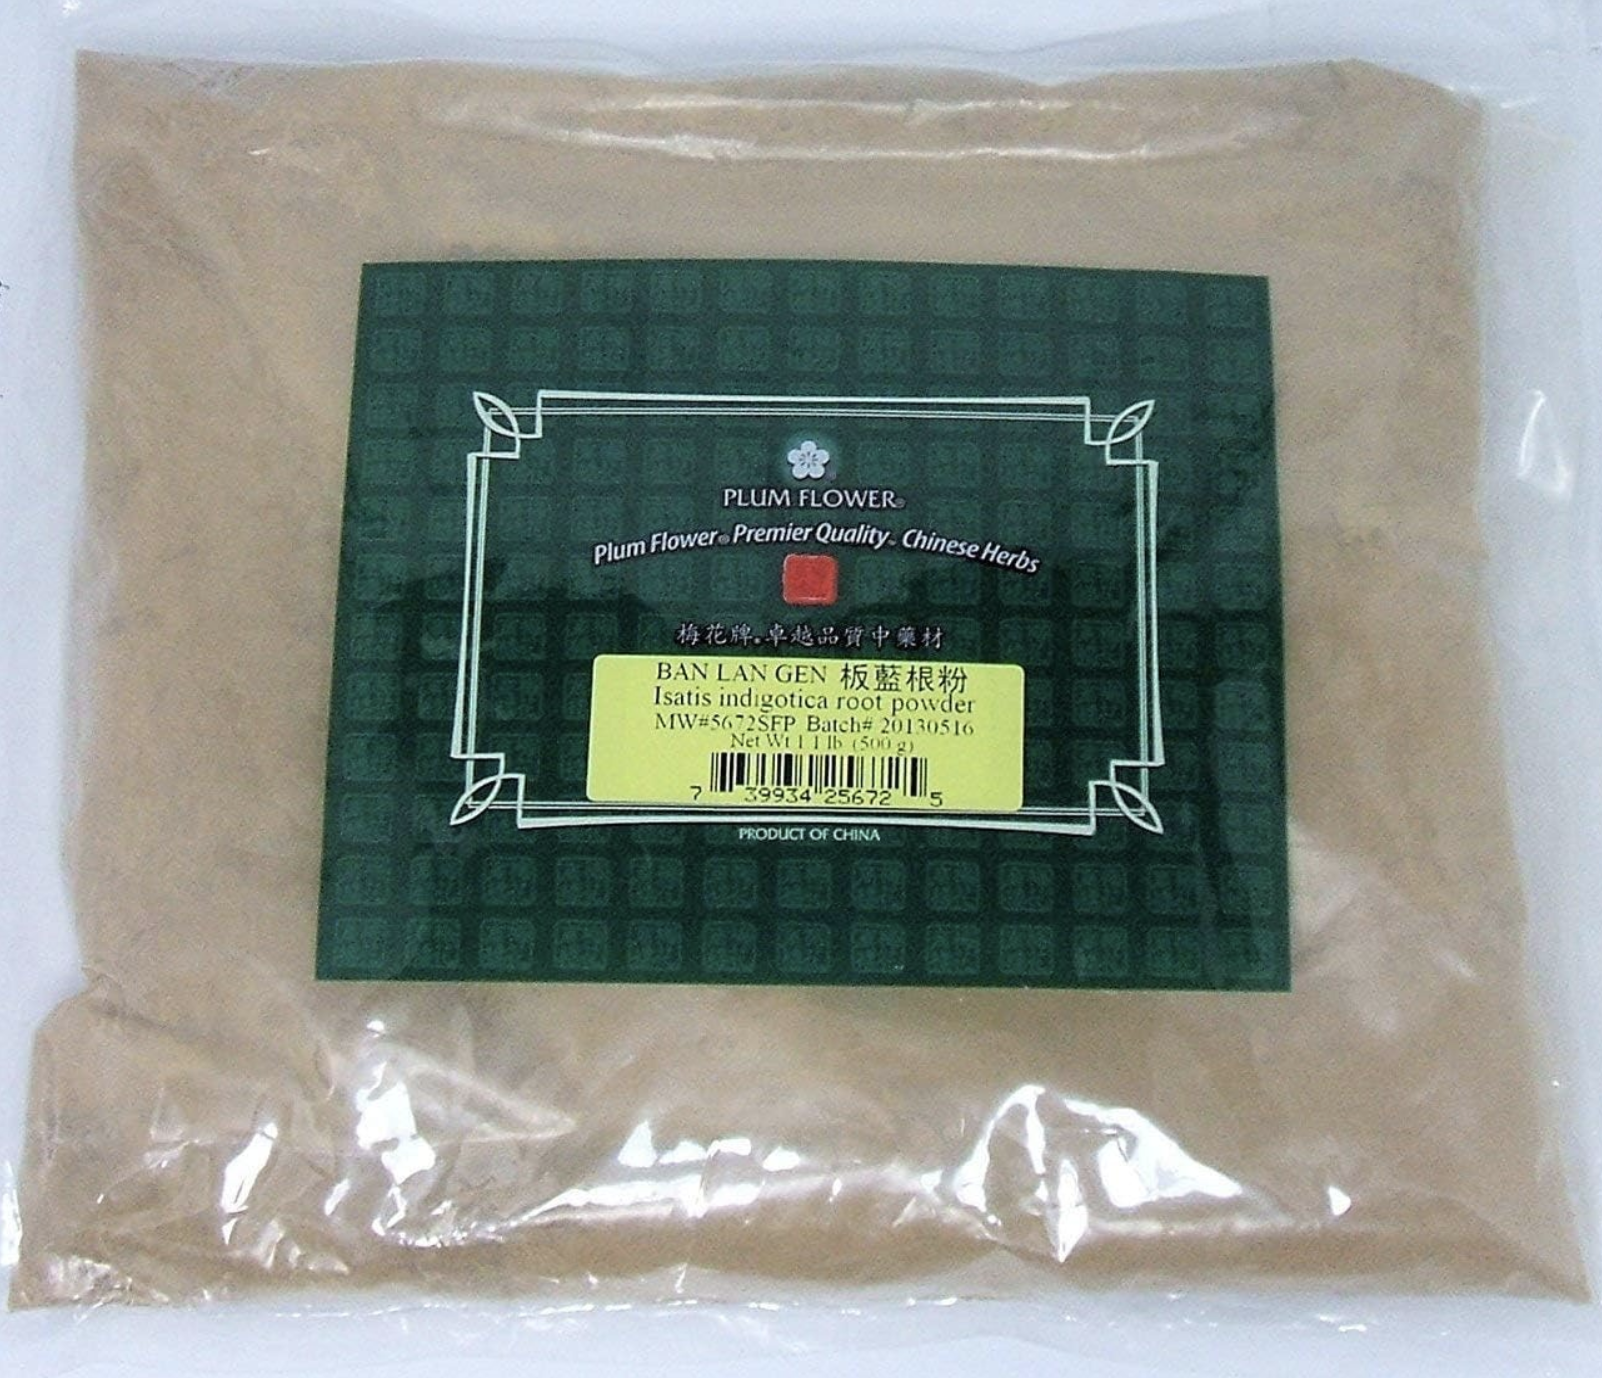 PLUM FLOWER®
Plum Flower® Premier Quality™ Chinese Herbs
梅花牌®卓越品質中藥材
BAN LAN GEN 板藍根粉
Isatis indigotica root powder
MW#5672SFP Batch# 20130516
Net Wt 1.1 lb (500 g)
7 39934 25672 5
PRODUCT OF CHINA